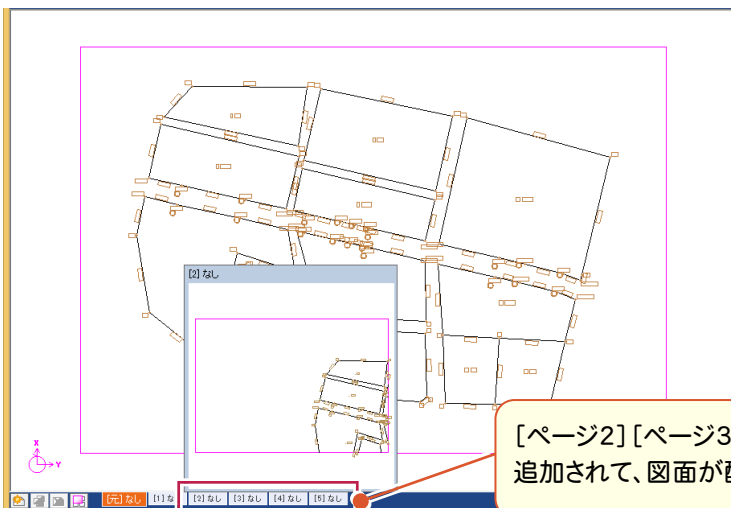 [2] なし
X
Y
[ページ2][ページ3
追加されて、図面が
[元] なし
[1] な
[2] なし
[3] なし
[4] なし
[5] なし